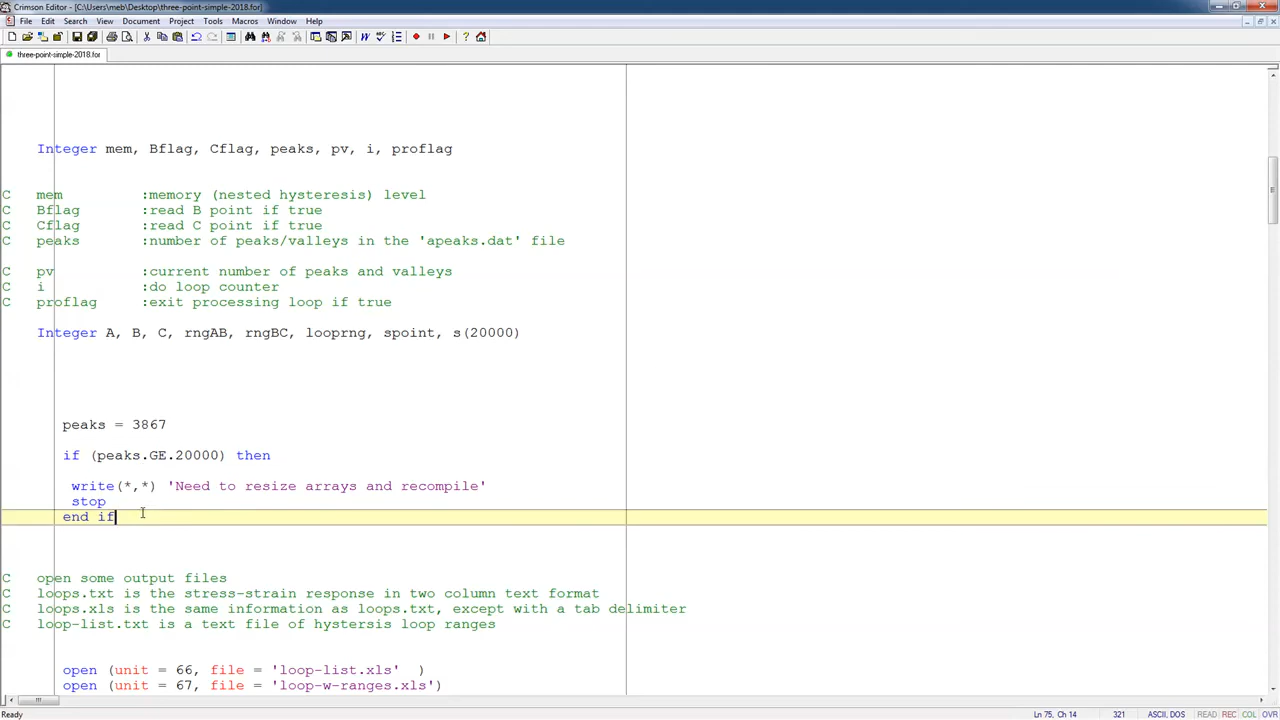 Crimson Editor - [C:\Users\meb\Desktop\three-point-simple-2018.for]
File Edit Search View Document Project Tools Macros Window Help
three-point-simple-2018.for
Integer mem, Bflag, Cflag, peaks, pv, i, proflag
C mem :memory (nested hysteresis) level
C Bflag :read B point if true
C Cflag :read C point if true
C peaks :number of peaks/valleys in the 'apeaks.dat' file
C pv :current number of peaks and valleys
C i :do loop counter
C proflag :exit processing loop if true
Integer A, B, C, rngAB, rngBC, looprng, spoint, s(20000)
peaks = 3867
if (peaks.GE.20000) then
write(*,*) 'Need to resize arrays and recompile'
stop
end if
C open some output files
C loops.txt is the stress-strain response in two column text format
C loops.xls is the same information as loops.txt, except with a tab delimiter
C loop-list.txt is a text file of hystersis loop ranges
open (unit = 66, file = 'loop-list.xls' )
open (unit = 67, file = 'loop-w-ranges.xls')
Ready Ln 75, Ch 14 321 ASCII, DOS READ REC COL OVR